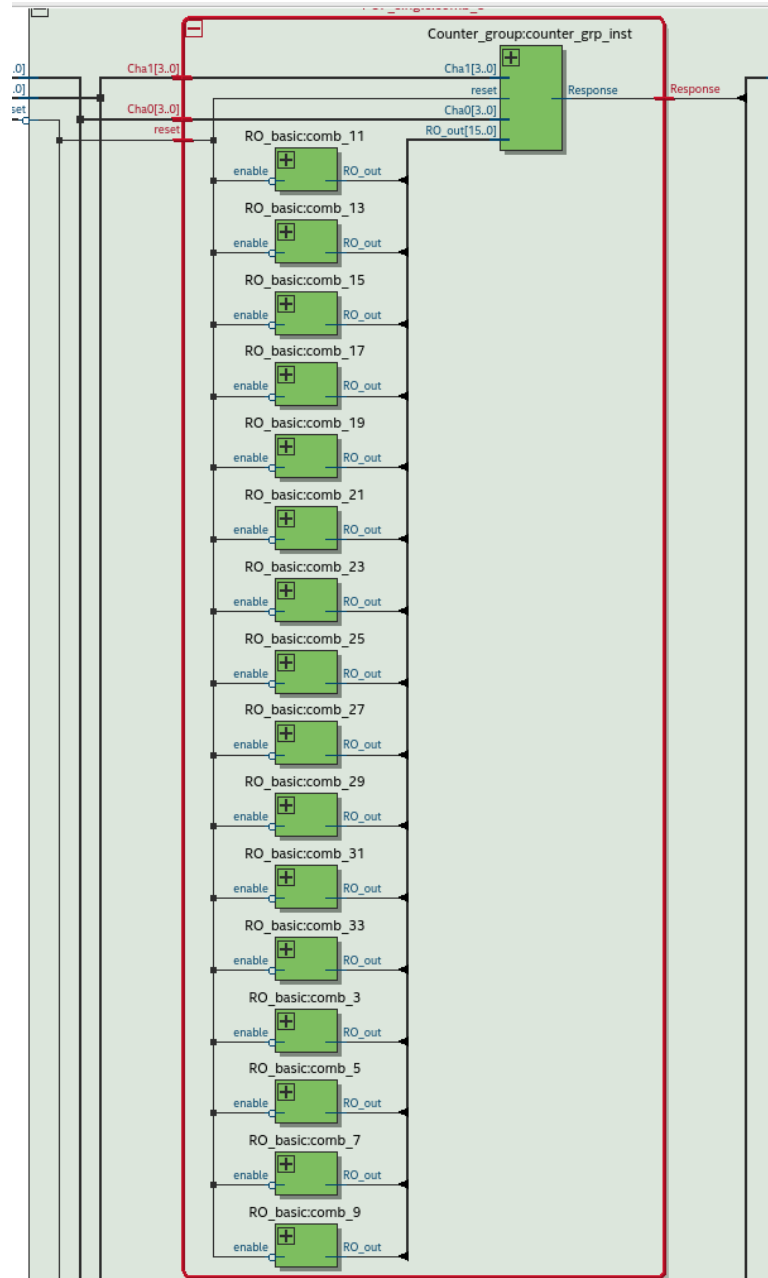 Counter_group:counter_grp_inst
.0]
Cha1[3..0]
Cha1[3..0]
.0]
reset
Response
Response
set
Cha0[3..0]
Cha0[3..0]
reset
RO_out[15..0]
RO_basic:comb_11
enable
RO_out
RO_basic:comb_13
enable
RO_out
RO_basic:comb_15
enable
RO_out
RO_basic:comb_17
enable
RO_out
RO_basic:comb_19
enable
RO_out
RO_basic:comb_21
enable
RO_out
RO_basic:comb_23
enable
RO_out
RO_basic:comb_25
enable
RO_out
RO_basic:comb_27
enable
RO_out
RO_basic:comb_29
enable
RO_out
RO_basic:comb_31
enable
RO_out
RO_basic:comb_33
enable
RO_out
RO_basic:comb_3
enable
RO_out
RO_basic:comb_5
enable
RO_out
RO_basic:comb_7
enable
RO_out
RO_basic:comb_9
enable
RO_out